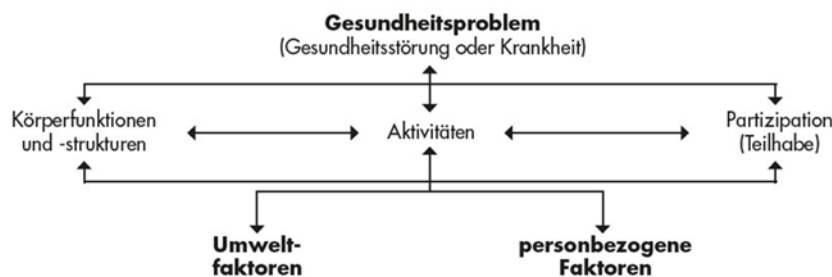 Gesundheitsproblem
(Gesundheitsstörung oder Krankheit)
Körperfunktionen
und -strukturen
Aktivitäten
Partizipation
(Teilhabe)
Umwelt-
faktoren
personbezogene
Faktoren